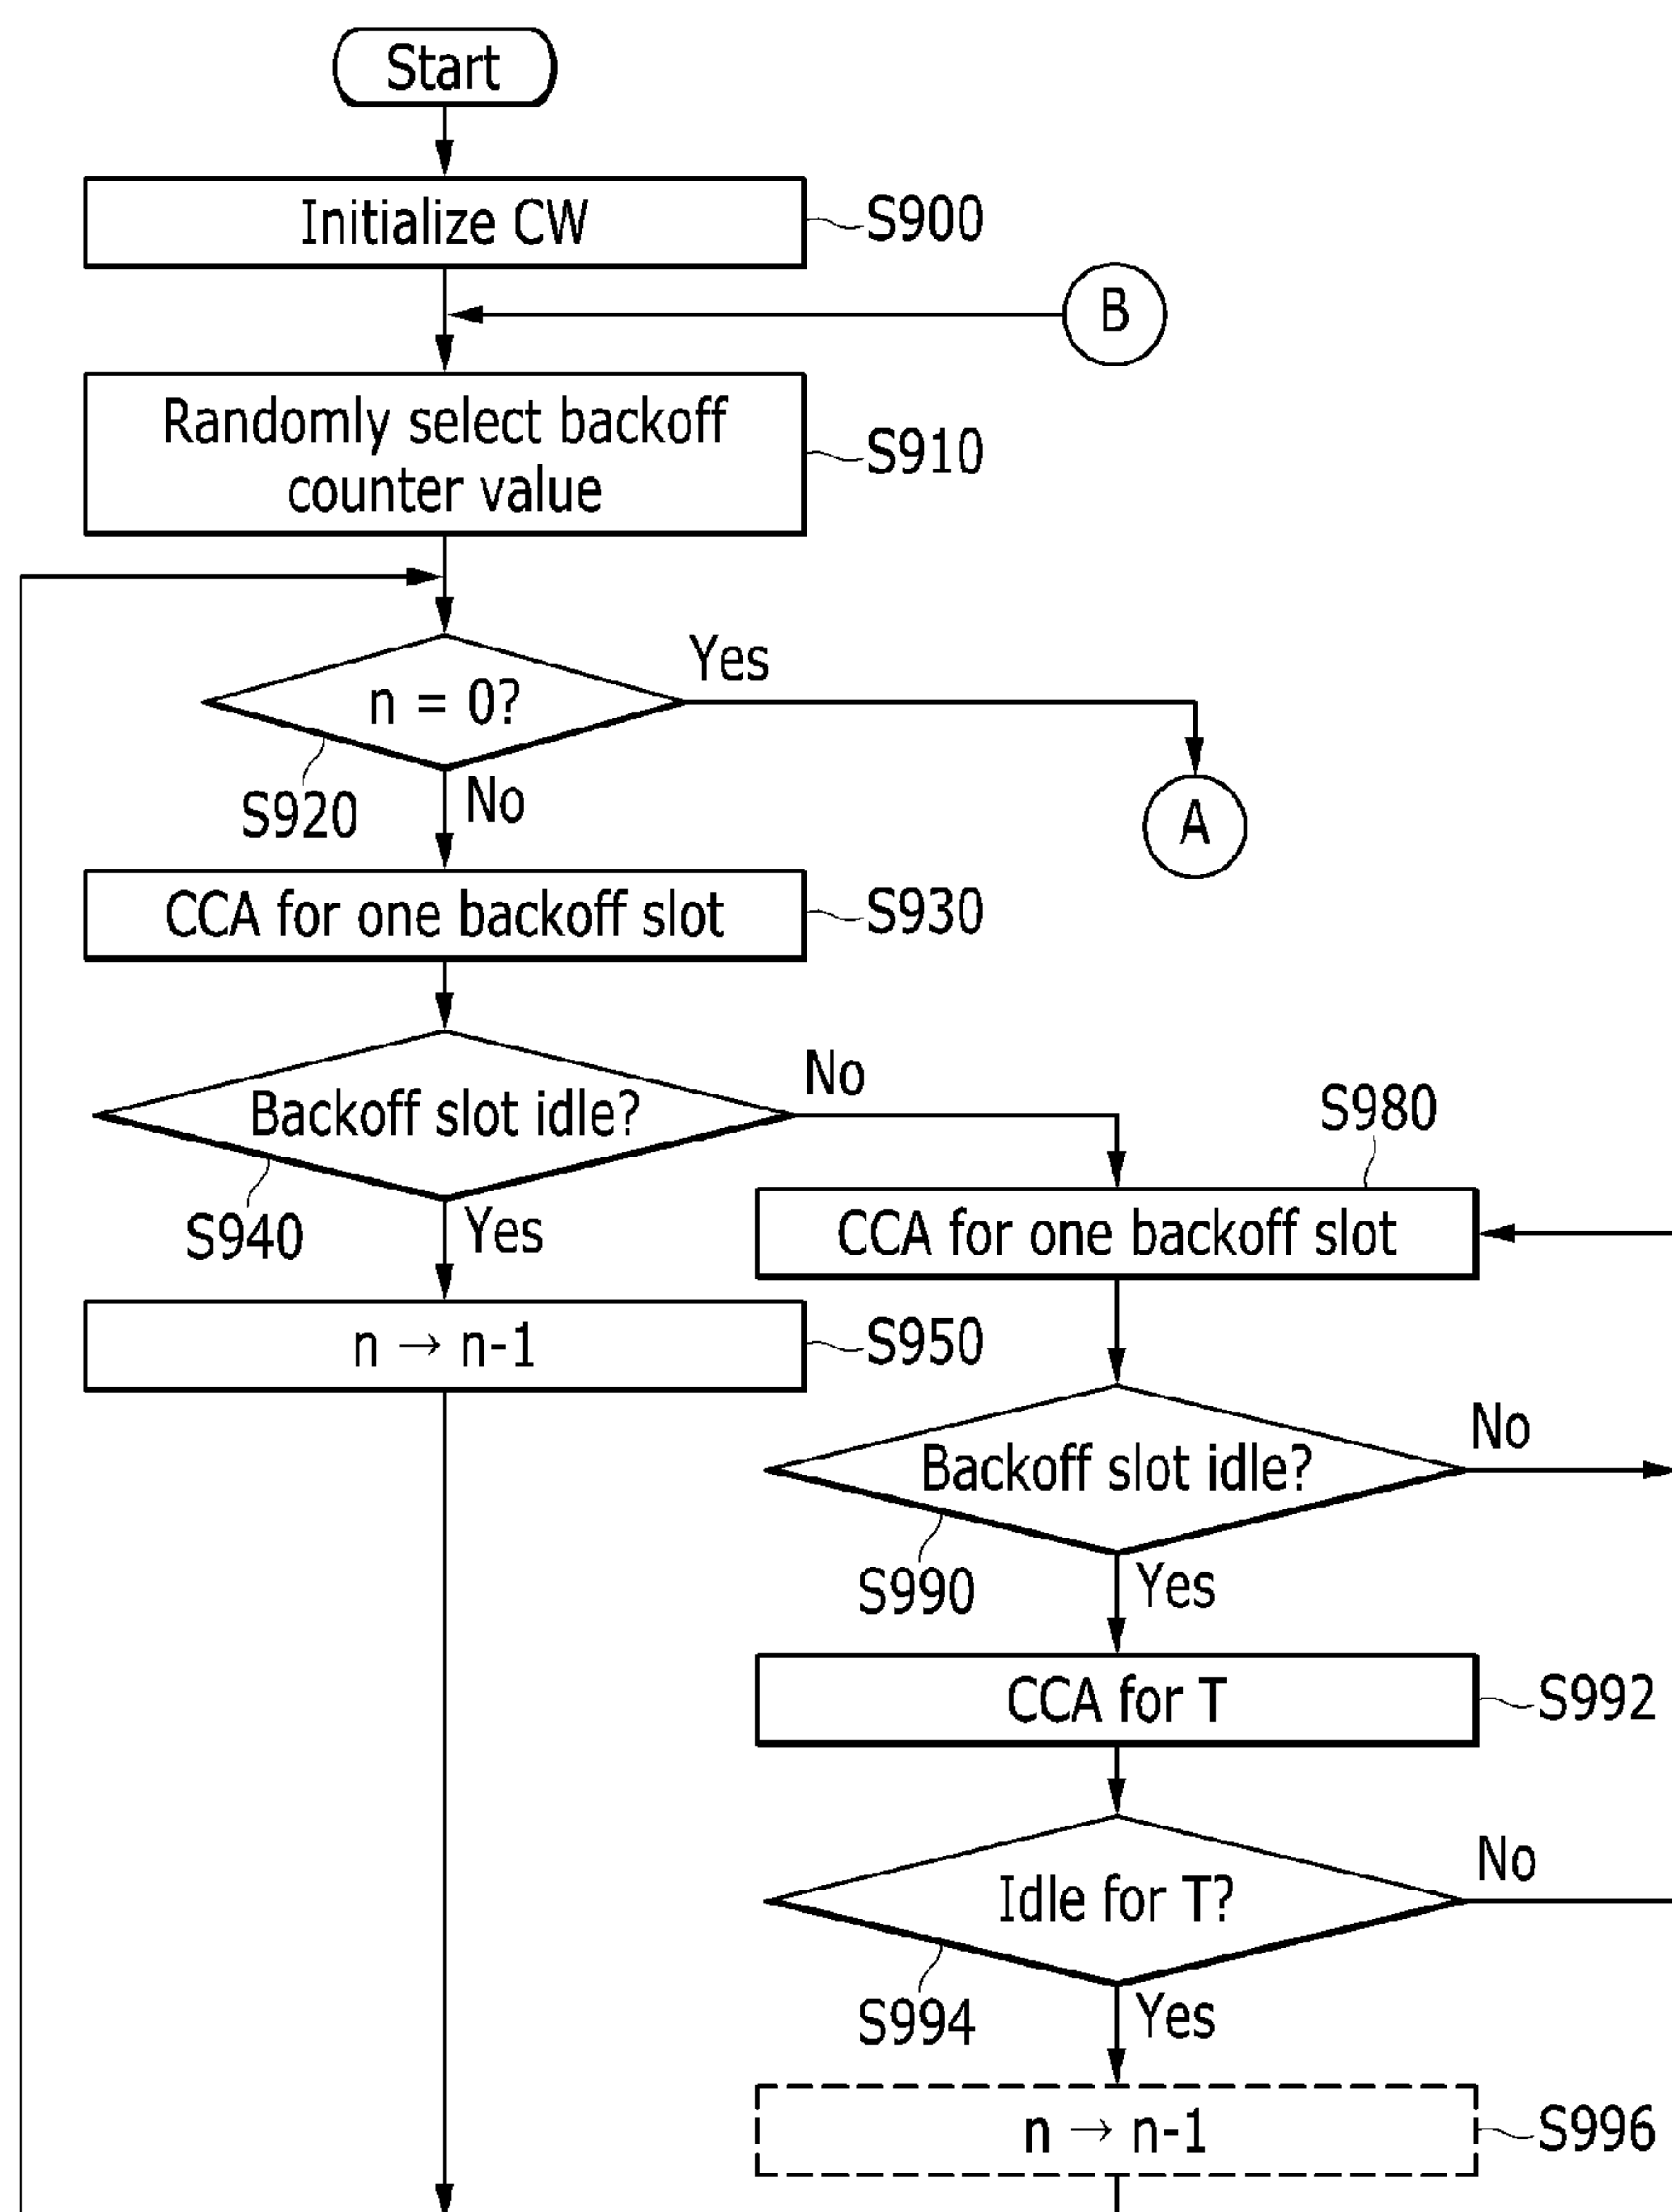 Start
Initialize CW
S900
B
Randomly select backoff
counter value
S910
n = 0?
Yes
S920
No
A
CCA for one backoff slot
S930
Backoff slot idle?
No
S940
Yes
S980
CCA for one backoff slot
n → n-1
S950
Backoff slot idle?
No
S990
Yes
CCA for T
S992
Idle for T?
No
S994
Yes
n → n-1
S996